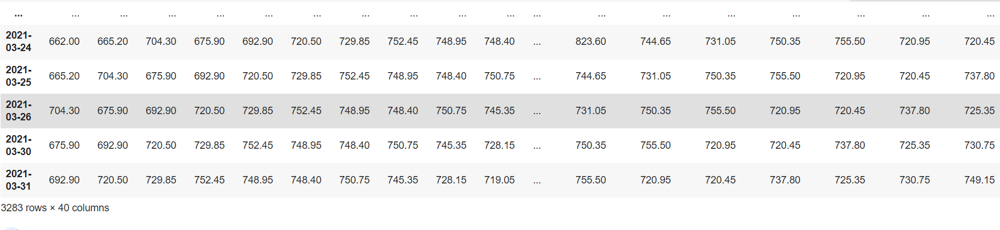 ... ... ... ... ... ... ... ... ... ... ... ... ... ... ... ... ... ... ...
2021-
03-24 662.00 665.20 704.30 675.90 692.90 720.50 729.85 752.45 748.95 748.40 ... 823.60 744.65 731.05 750.35 755.50 720.95 720.45
2021-
03-25 665.20 704.30 675.90 692.90 720.50 729.85 752.45 748.95 748.40 750.75 ... 744.65 731.05 750.35 755.50 720.95 720.45 737.80
2021-
03-26 704.30 675.90 692.90 720.50 729.85 752.45 748.95 748.40 750.75 745.35 ... 731.05 750.35 755.50 720.95 720.45 737.80 725.35
2021-
03-30 675.90 692.90 720.50 729.85 752.45 748.95 748.40 750.75 745.35 728.15 ... 750.35 755.50 720.95 720.45 737.80 725.35 730.75
2021-
03-31 692.90 720.50 729.85 752.45 748.95 748.40 750.75 745.35 728.15 719.05 ... 755.50 720.95 720.45 737.80 725.35 730.75 749.15
3283 rows × 40 columns